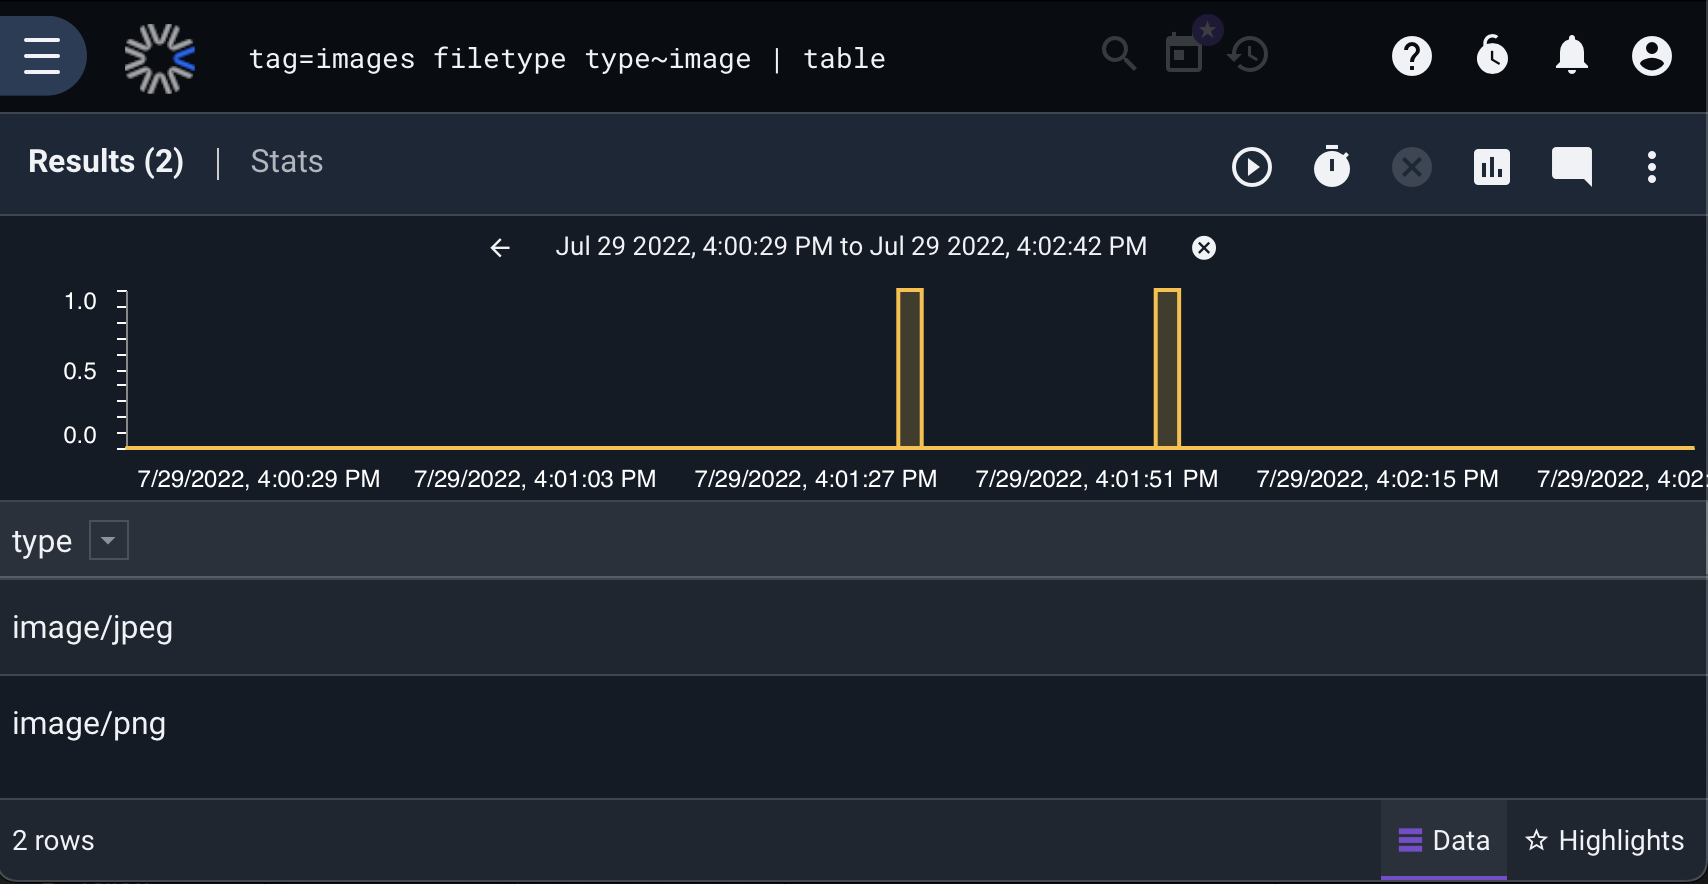 tag=images filetype type~image | table
Results (2) | Stats
Jul 29 2022, 4:00:29 PM to Jul 29 2022, 4:02:42 PM
1.0
0.5
0.0
7/29/2022, 4:00:29 PM 7/29/2022, 4:01:03 PM 7/29/2022, 4:01:27 PM 7/29/2022, 4:01:51 PM 7/29/2022, 4:02:15 PM 7/29/2022, 4:02:
type
image/jpeg
image/png
2 rows
Data Highlights